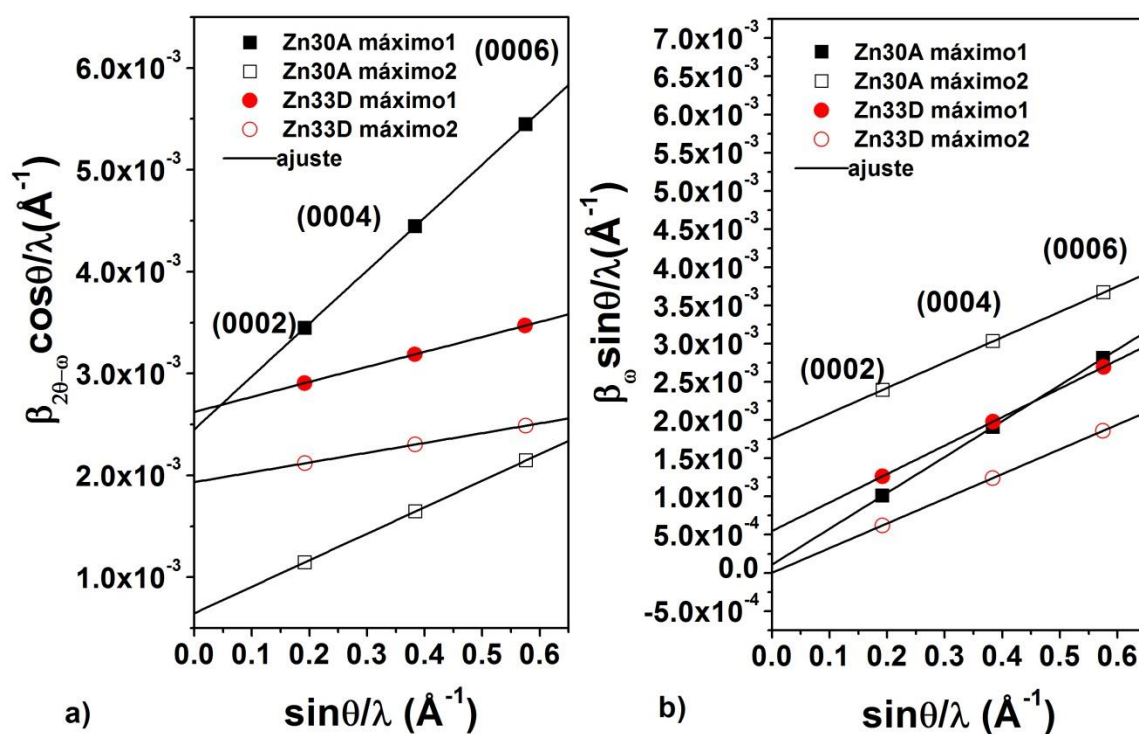 Zn30A máximo1
Zn30A máximo2
Zn33D máximo1
Zn33D máximo2
ajuste
(0006)
(0004)
(0002)
6.0x10⁻³
5.0x10⁻³
4.0x10⁻³
3.0x10⁻³
2.0x10⁻³
1.0x10⁻³
β2θ-ω cosθ/λ(Å⁻¹)
0.0 0.1 0.2 0.3 0.4 0.5 0.6
sinθ/λ (Å⁻¹)
a)
Zn30A máximo1
Zn30A máximo2
Zn33D máximo1
Zn33D máximo2
ajuste
(0006)
(0004)
(0002)
7.0x10⁻³
6.5x10⁻³
6.0x10⁻³
5.5x10⁻³
5.0x10⁻³
4.5x10⁻³
4.0x10⁻³
3.5x10⁻³
3.0x10⁻³
2.5x10⁻³
2.0x10⁻³
1.5x10⁻³
1.0x10⁻³
5.0x10⁻⁴
0.0
-5.0x10⁻⁴
βω sinθ/λ(Å⁻¹)
0.0 0.1 0.2 0.3 0.4 0.5 0.6
sinθ/λ (Å⁻¹)
b)